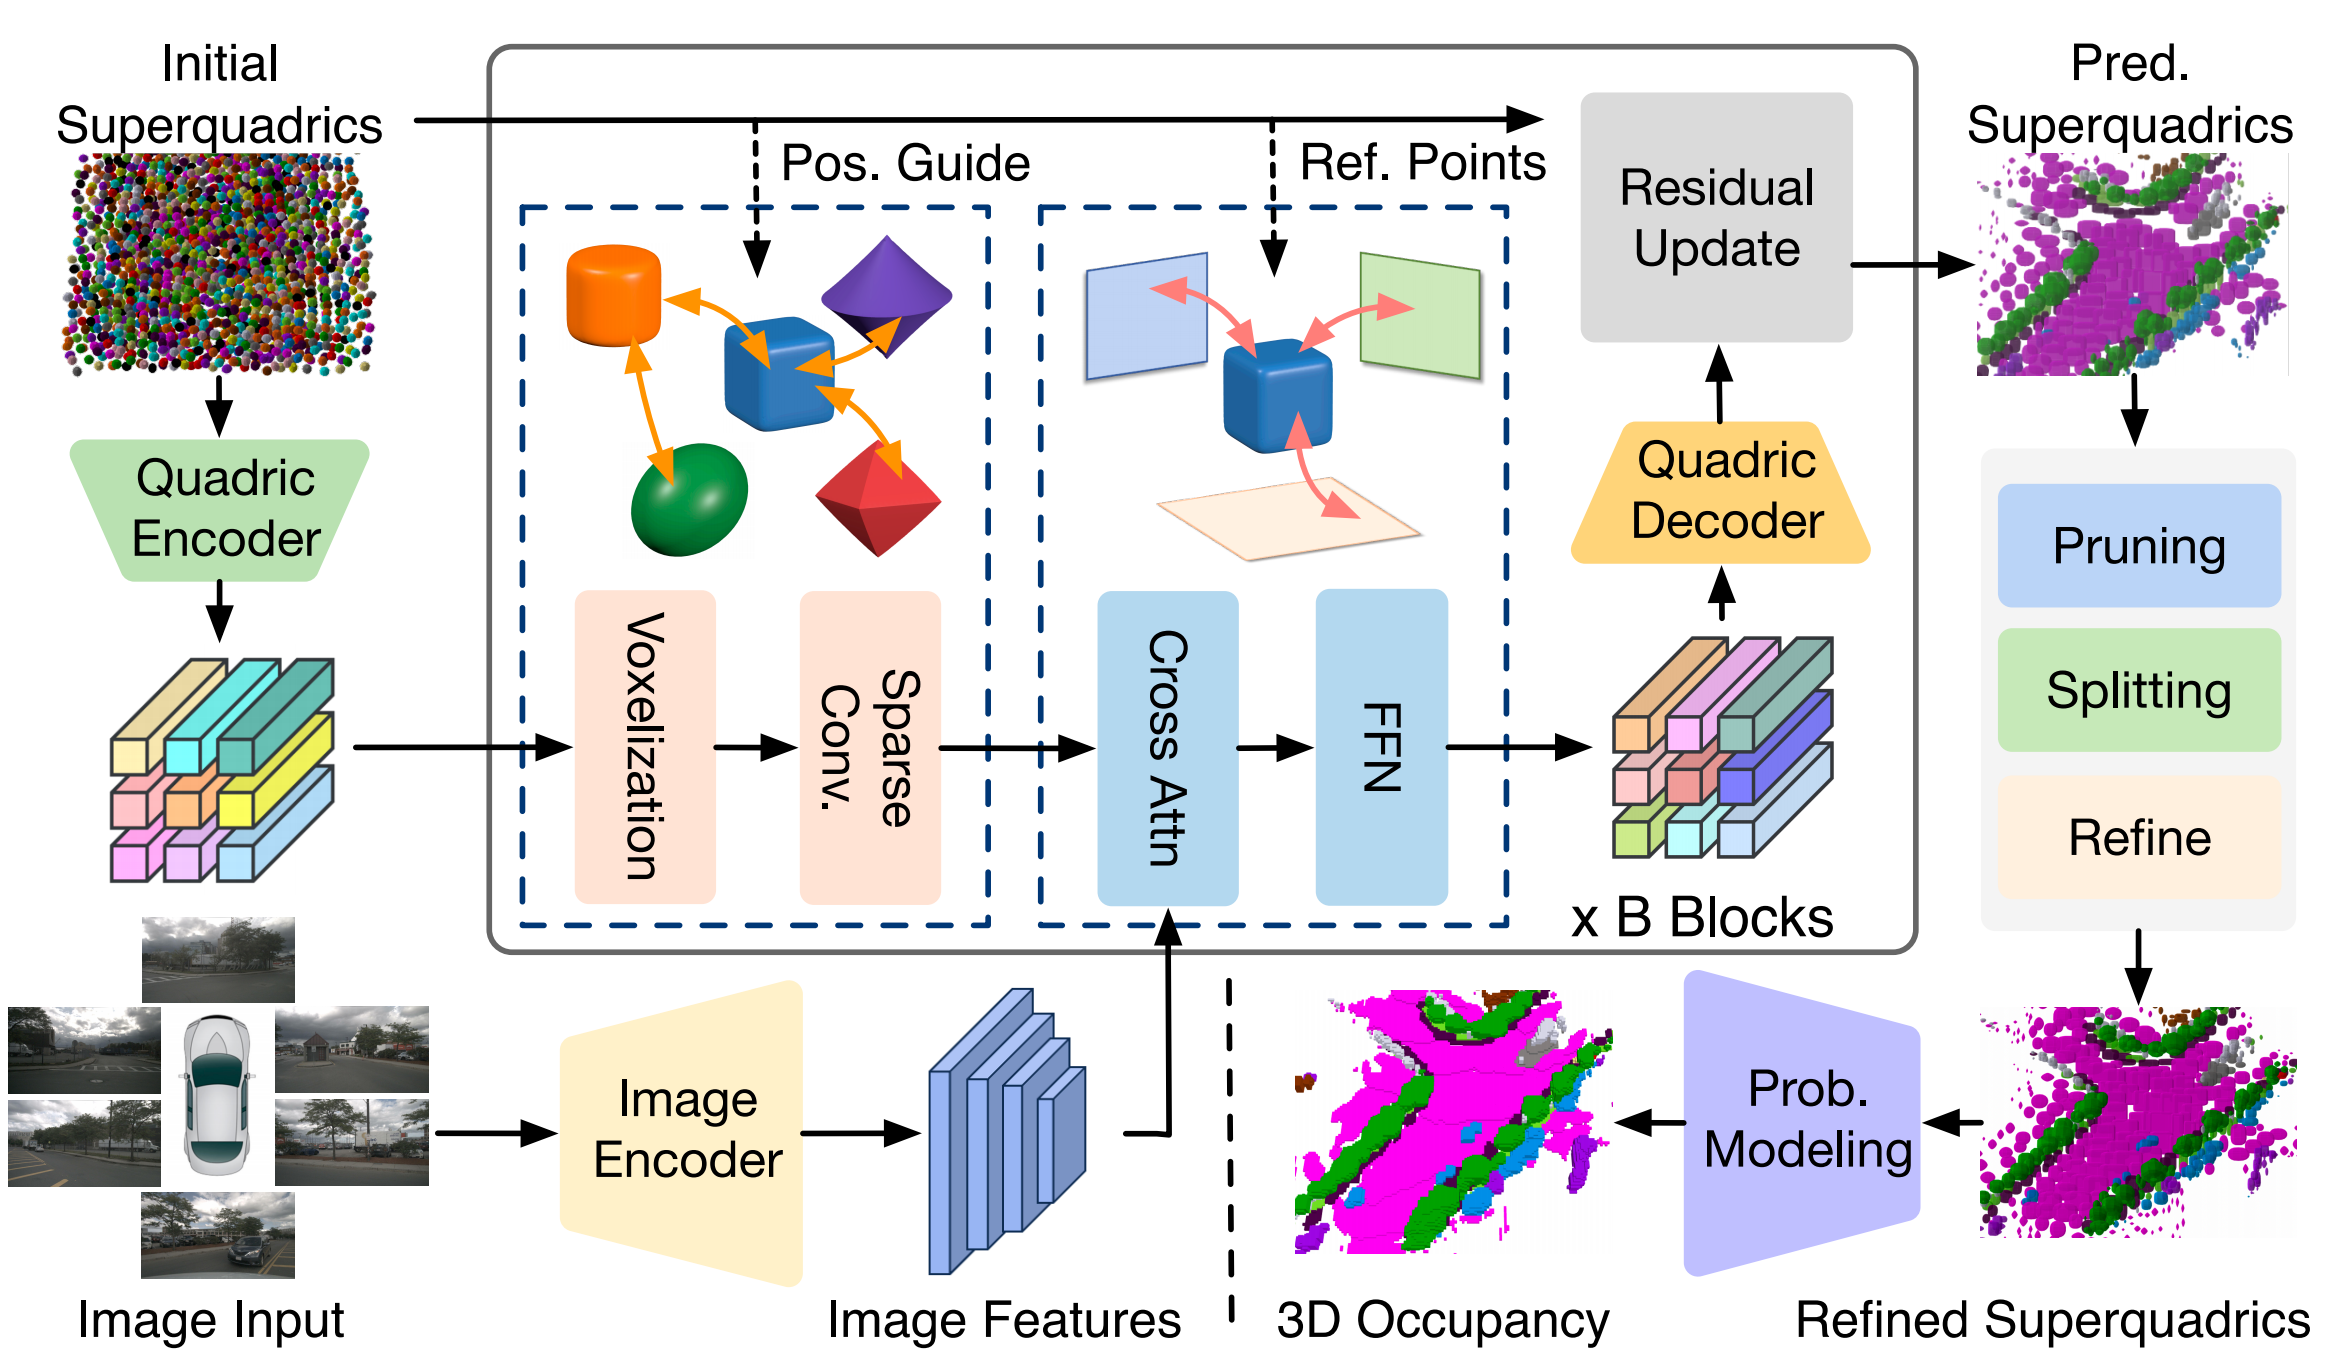 Initial
Superquadrics
Pos. Guide
Ref. Points
Residual
Update
Pred.
Superquadrics
Quadric
Encoder
Quadric
Decoder
Pruning
Splitting
Refine
Voxelization
Sparse
Conv.
Cross Attn
FFN
x B Blocks
Image
Encoder
Prob.
Modeling
Image Input
Image Features
3D Occupancy
Refined Superquadrics